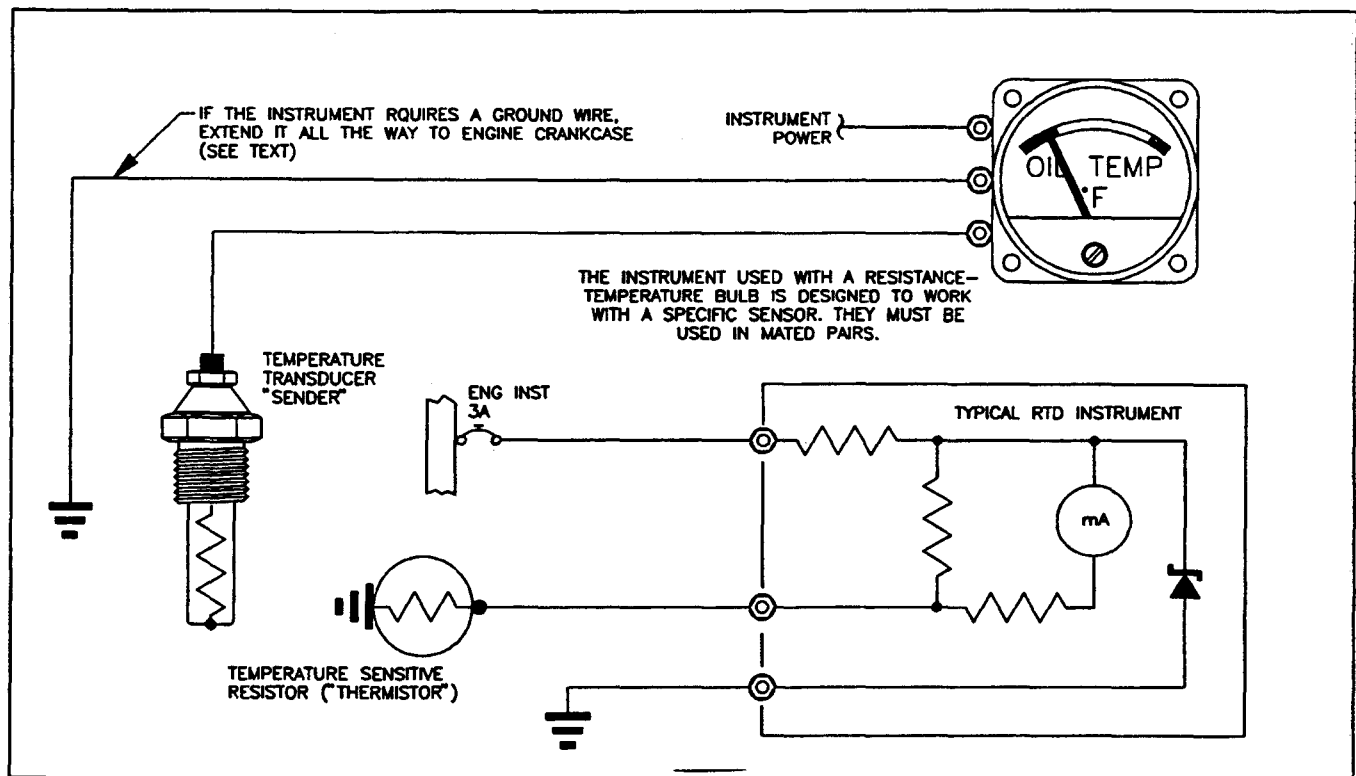 IF THE INSTRUMENT RQUIRES A GROUND WIRE,
EXTEND IT ALL THE WAY TO ENGINE CRANKCASE
(SEE TEXT)
INSTRUMENT
POWER
OIL TEMP
°F
THE INSTRUMENT USED WITH A RESISTANCE-
TEMPERATURE BULB IS DESIGNED TO WORK
WITH A SPECIFIC SENSOR. THEY MUST BE
USED IN MATED PAIRS.
TEMPERATURE
TRANSDUCER
"SENDER"
ENG INST
3A
TYPICAL RTD INSTRUMENT
mA
TEMPERATURE SENSITIVE
RESISTOR ("THERMISTOR")